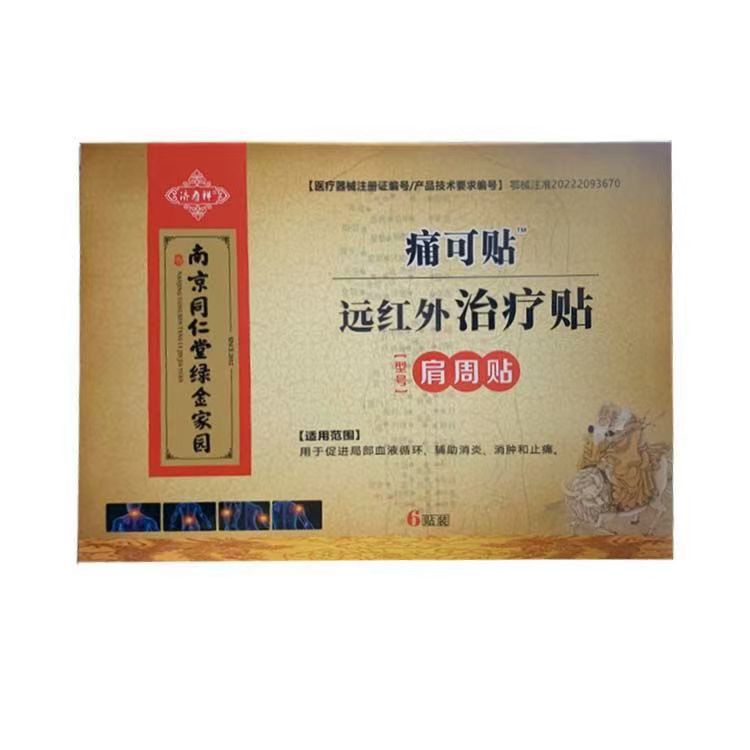 【医疗器械注册证编号/产品技术要求编号】鄂械注准20222093670
南京同仁堂绿金家园
痛可贴™
远红外治疗贴
【型号】肩周贴
【适用范围】
用于促进局部血液循环、辅助消炎、消肿和止痛。
6贴装